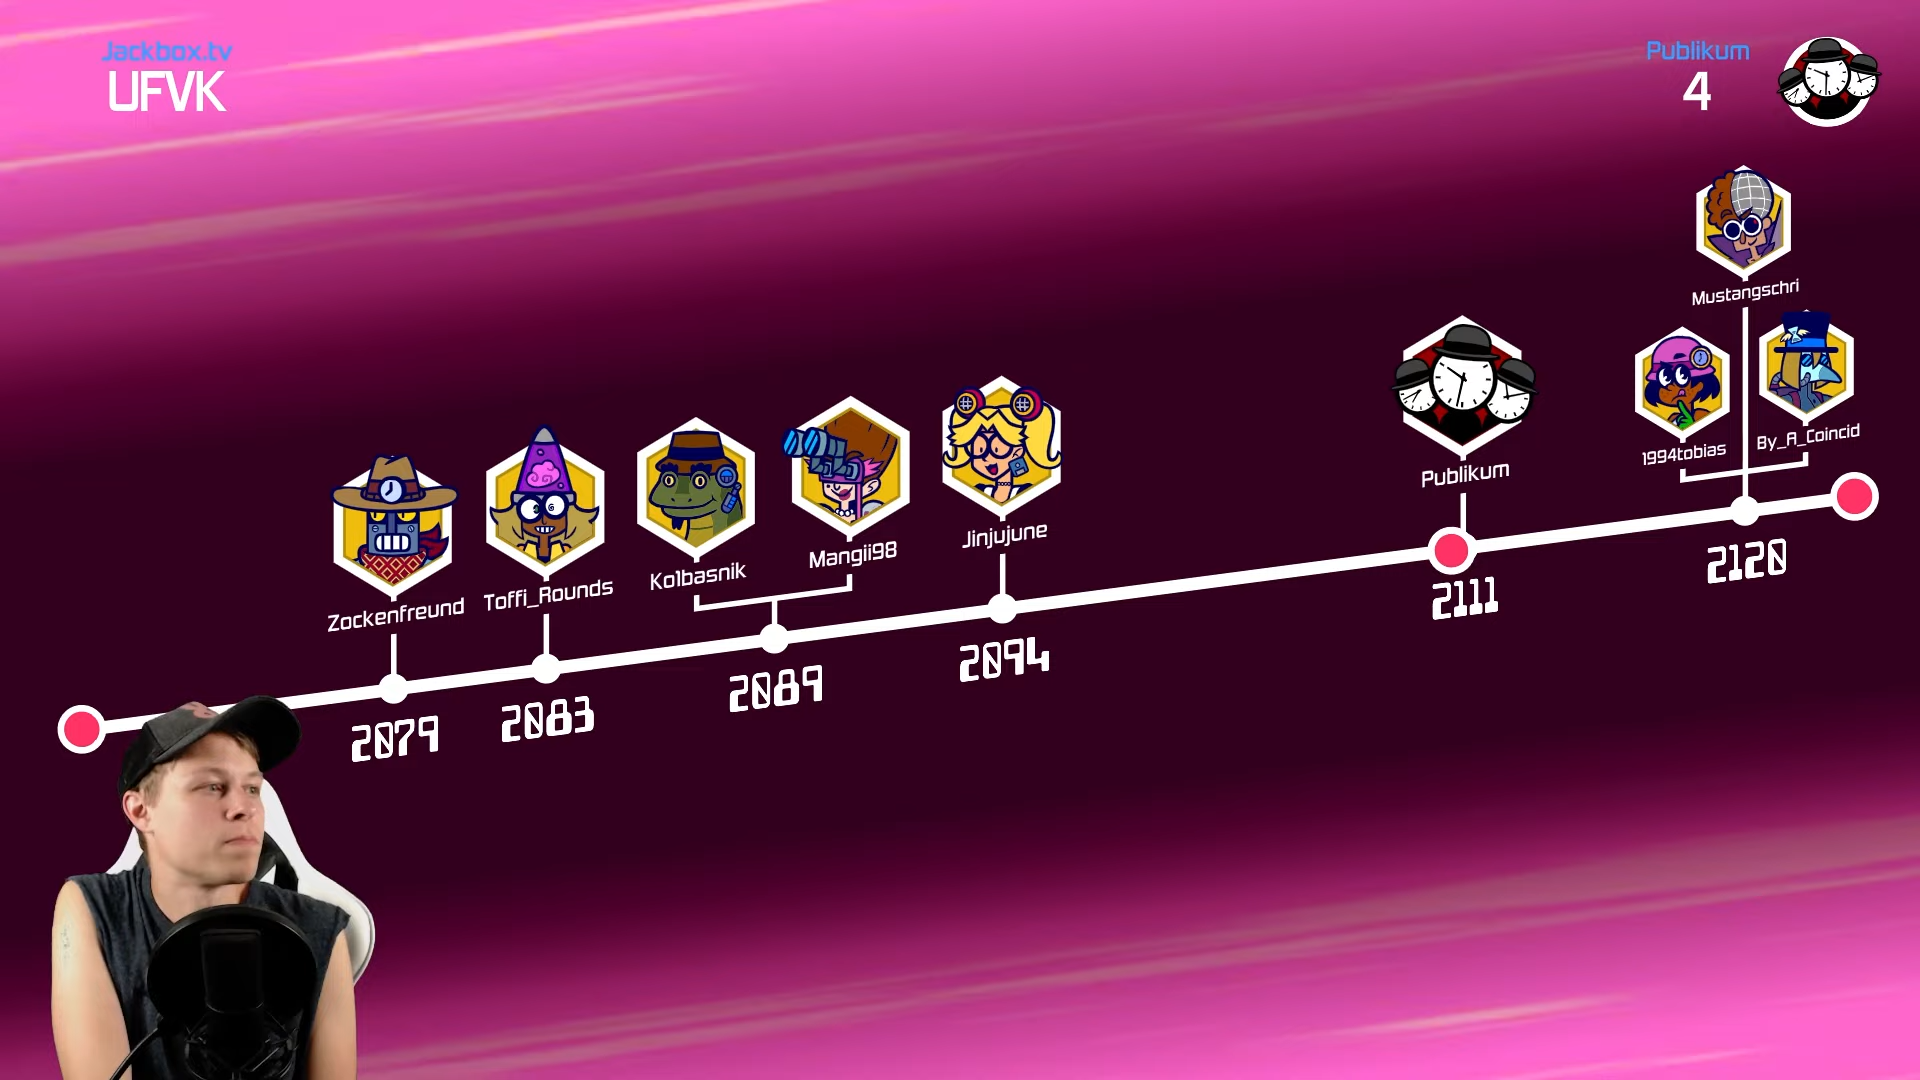 Jackbox.tv
UFVK
Publikum
4
Mustangschri
1994tobias
By_A_Coincid
Publikum
Jinjujune
Mangii98
Kolbasnik
Toffi_Rounds
Zockenfreund
2079
2083
2089
2094
2111
2120